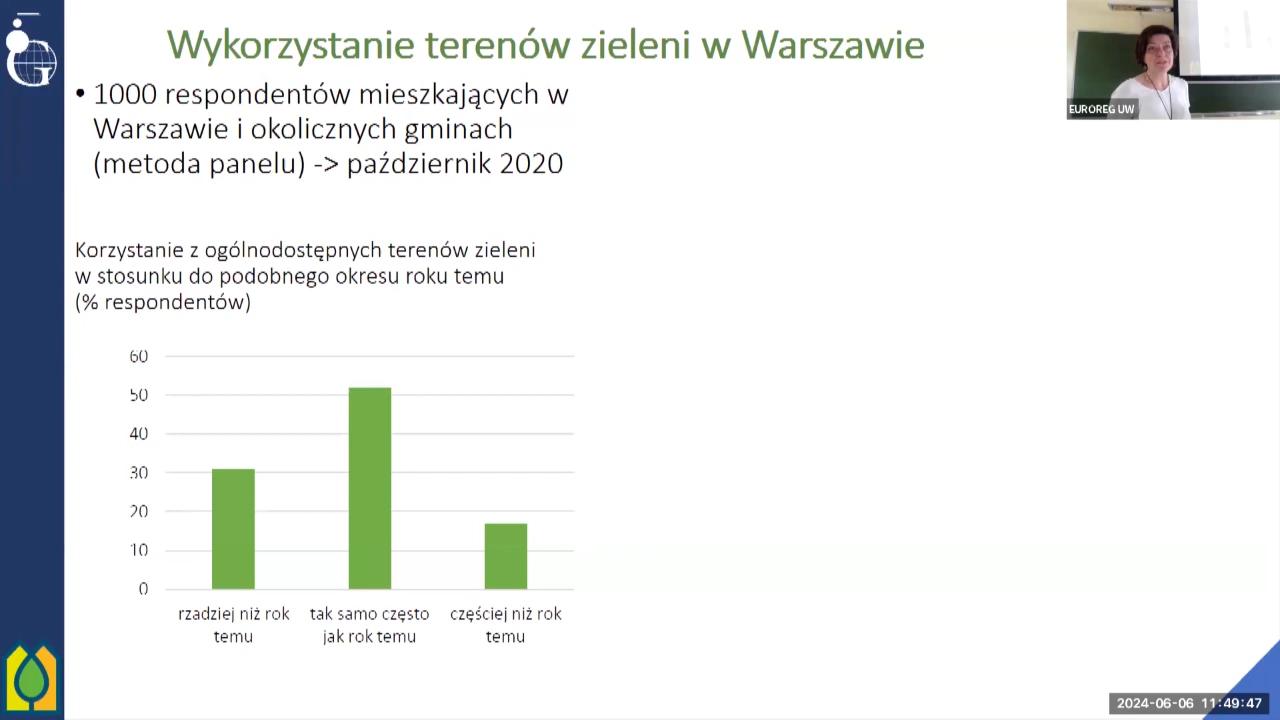 Wykorzystanie terenów zieleni w Warszawie
• 1000 respondentów mieszkających w
Warszawie i okolicznych gminach
(metoda panelu) -> październik 2020
Korzystanie z ogólnodostępnych terenów zieleni
w stosunku do podobnego okresu roku temu
(% respondentów)
60
50
40
30
20
10
0
rzadziej niż rok
temu
tak samo często
jak rok temu
częściej niż rok
temu
EUROREG UW
2024-06-06 11:49:47